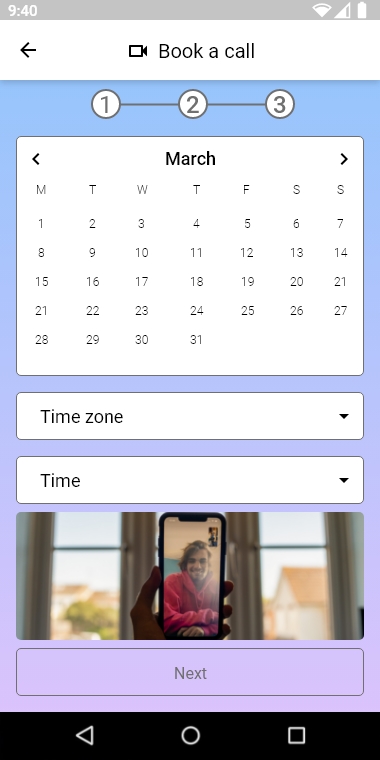 9:40
Book a call
1 2 3
March
M T W T F S S
1 2 3 4 5 6 7
8 9 10 11 12 13 14
15 16 17 18 19 20 21
21 22 23 24 25 26 27
28 29 30 31
Time zone
Time
Next